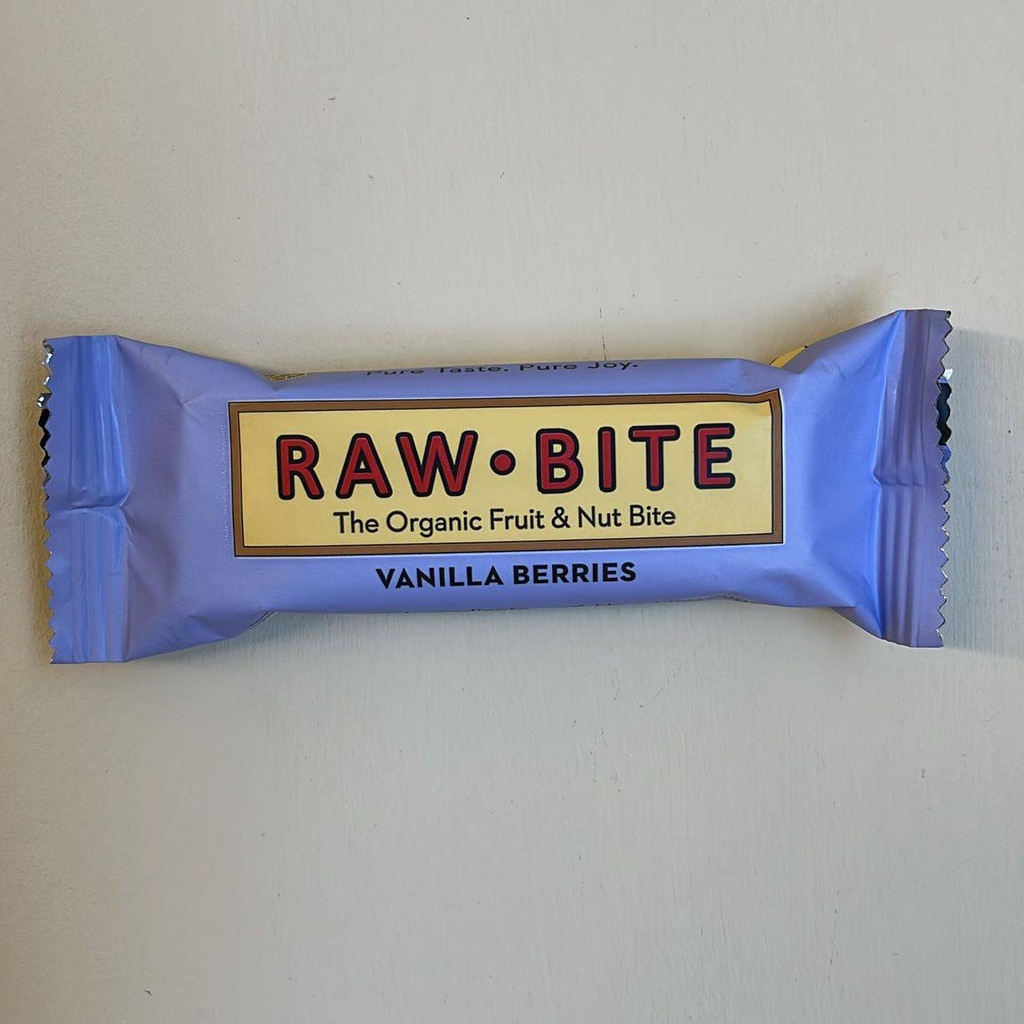 Pure Taste. Pure Joy.
RAW•BITE
The Organic Fruit & Nut Bite
VANILLA BERRIES